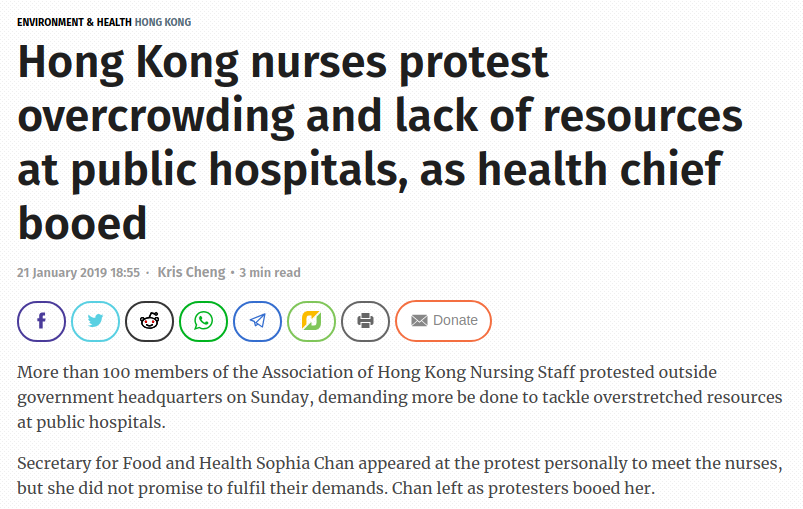 ENVIRONMENT & HEALTH HONG KONG
Hong Kong nurses protest
overcrowding and lack of resources
at public hospitals, as health chief
booed
21 January 2019 18:55 · Kris Cheng • 3 min read
Donate
More than 100 members of the Association of Hong Kong Nursing Staff protested outside
government headquarters on Sunday, demanding more be done to tackle overstretched resources
at public hospitals.
Secretary for Food and Health Sophia Chan appeared at the protest personally to meet the nurses,
but she did not promise to fulfil their demands. Chan left as protesters booed her.